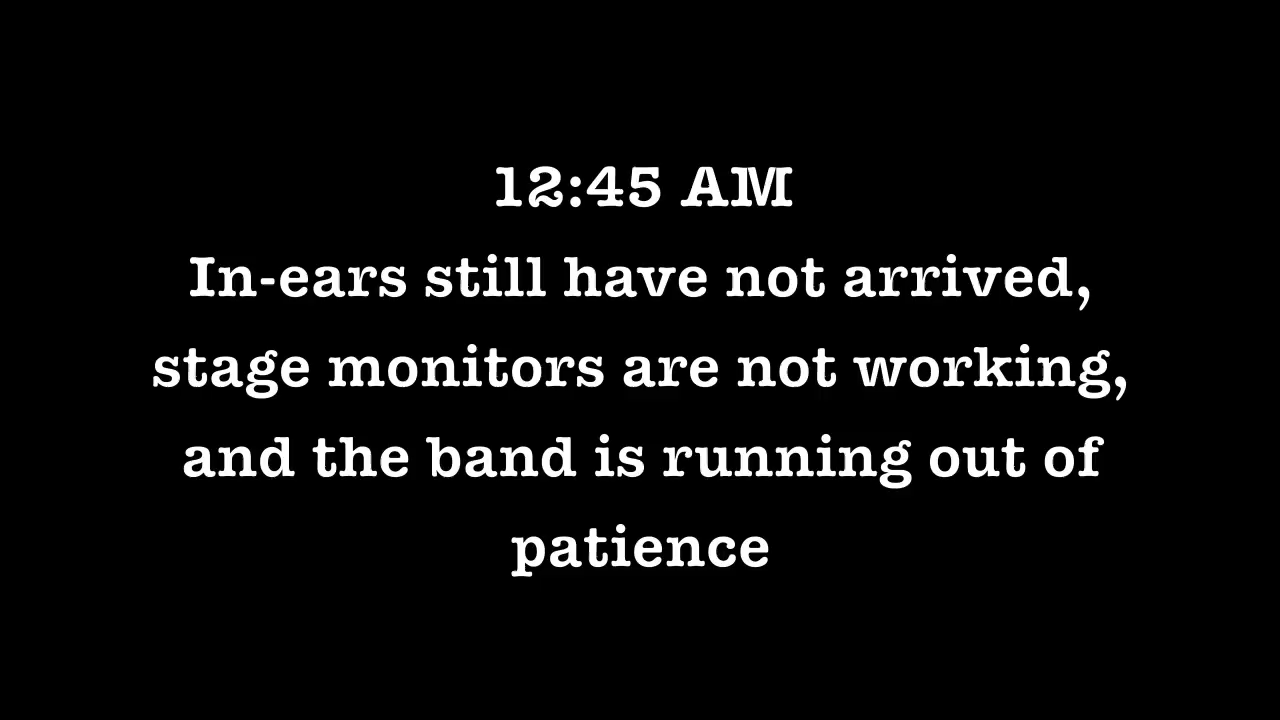 12:45 AM
In-ears still have not arrived,
stage monitors are not working,
and the band is running out of
patience